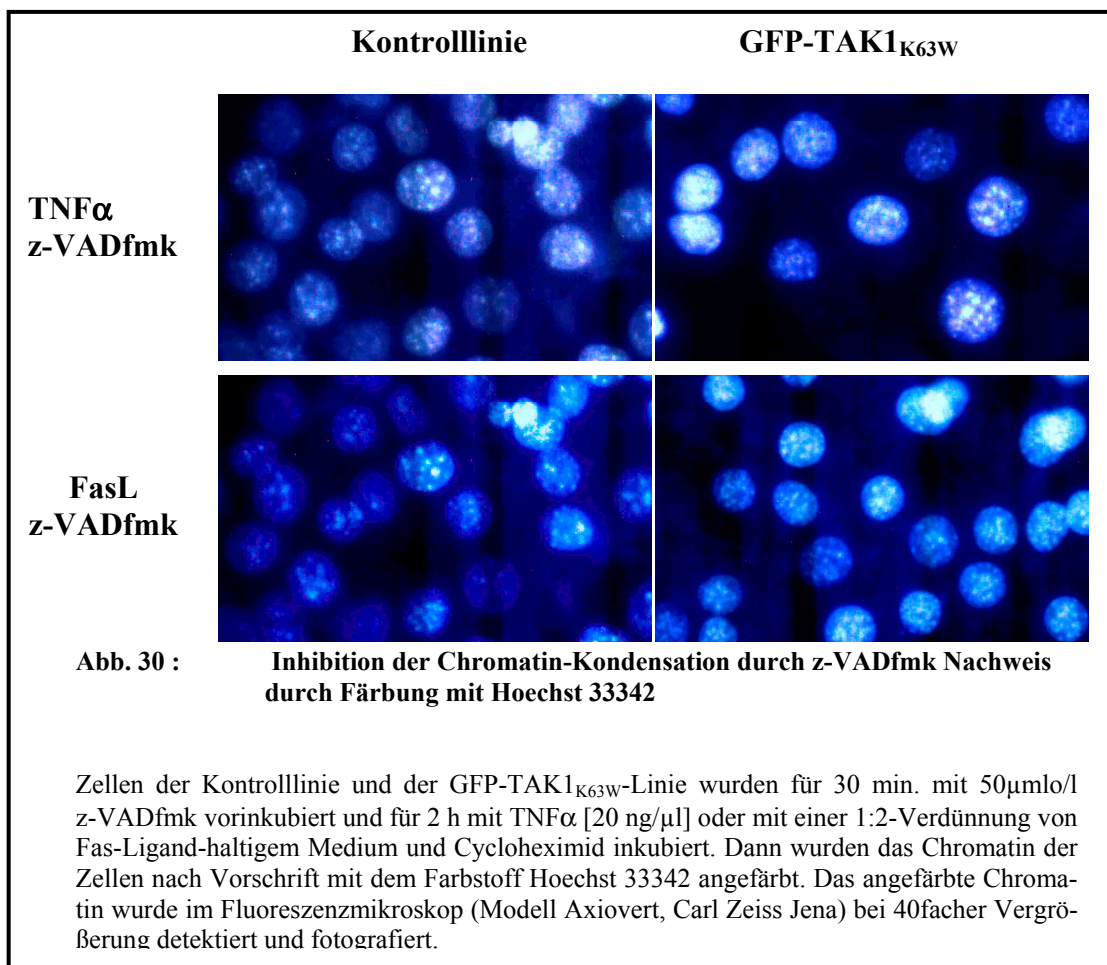 Kontrolllinie GFP-TAK1K63W
TNFα
z-VADfmk
FasL
z-VADfmk
Abb. 30 : Inhibition der Chromatin-Kondensation durch z-VADfmk Nachweis
durch Färbung mit Hoechst 33342
Zellen der Kontrolllinie und der GFP-TAK1K63W-Linie wurden für 30 min. mit 50µmlo/l
z-VADfmk vorinkubiert und für 2 h mit TNFα [20 ng/µl] oder mit einer 1:2-Verdünnung von
Fas-Ligand-haltigem Medium und Cycloheximid inkubiert. Dann wurden das Chromatin der
Zellen nach Vorschrift mit dem Farbstoff Hoechst 33342 angefärbt. Das angefärbte Chroma-
tin wurde im Fluoreszenzmikroskop (Modell Axiovert, Carl Zeiss Jena) bei 40facher Vergrö-
ßerung detektiert und fotografiert.